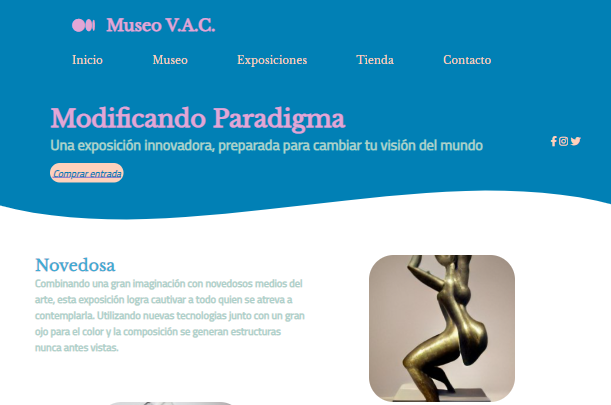 Museo V.A.C.
Inicio Museo Exposiciones Tienda Contacto
Modificando Paradigma
Una exposición innovadora, preparada para cambiar tu visión del mundo
Comprar entrada
Novedosa
Combinando una gran imaginación con novedosos medios del
arte, esta exposición logra cautivar a todo quien se atreva a
contemplarla. Utilizando nuevas tecnologias junto con un gran
ojo para el color y la composición se generan estructuras
nunca antes vistas.